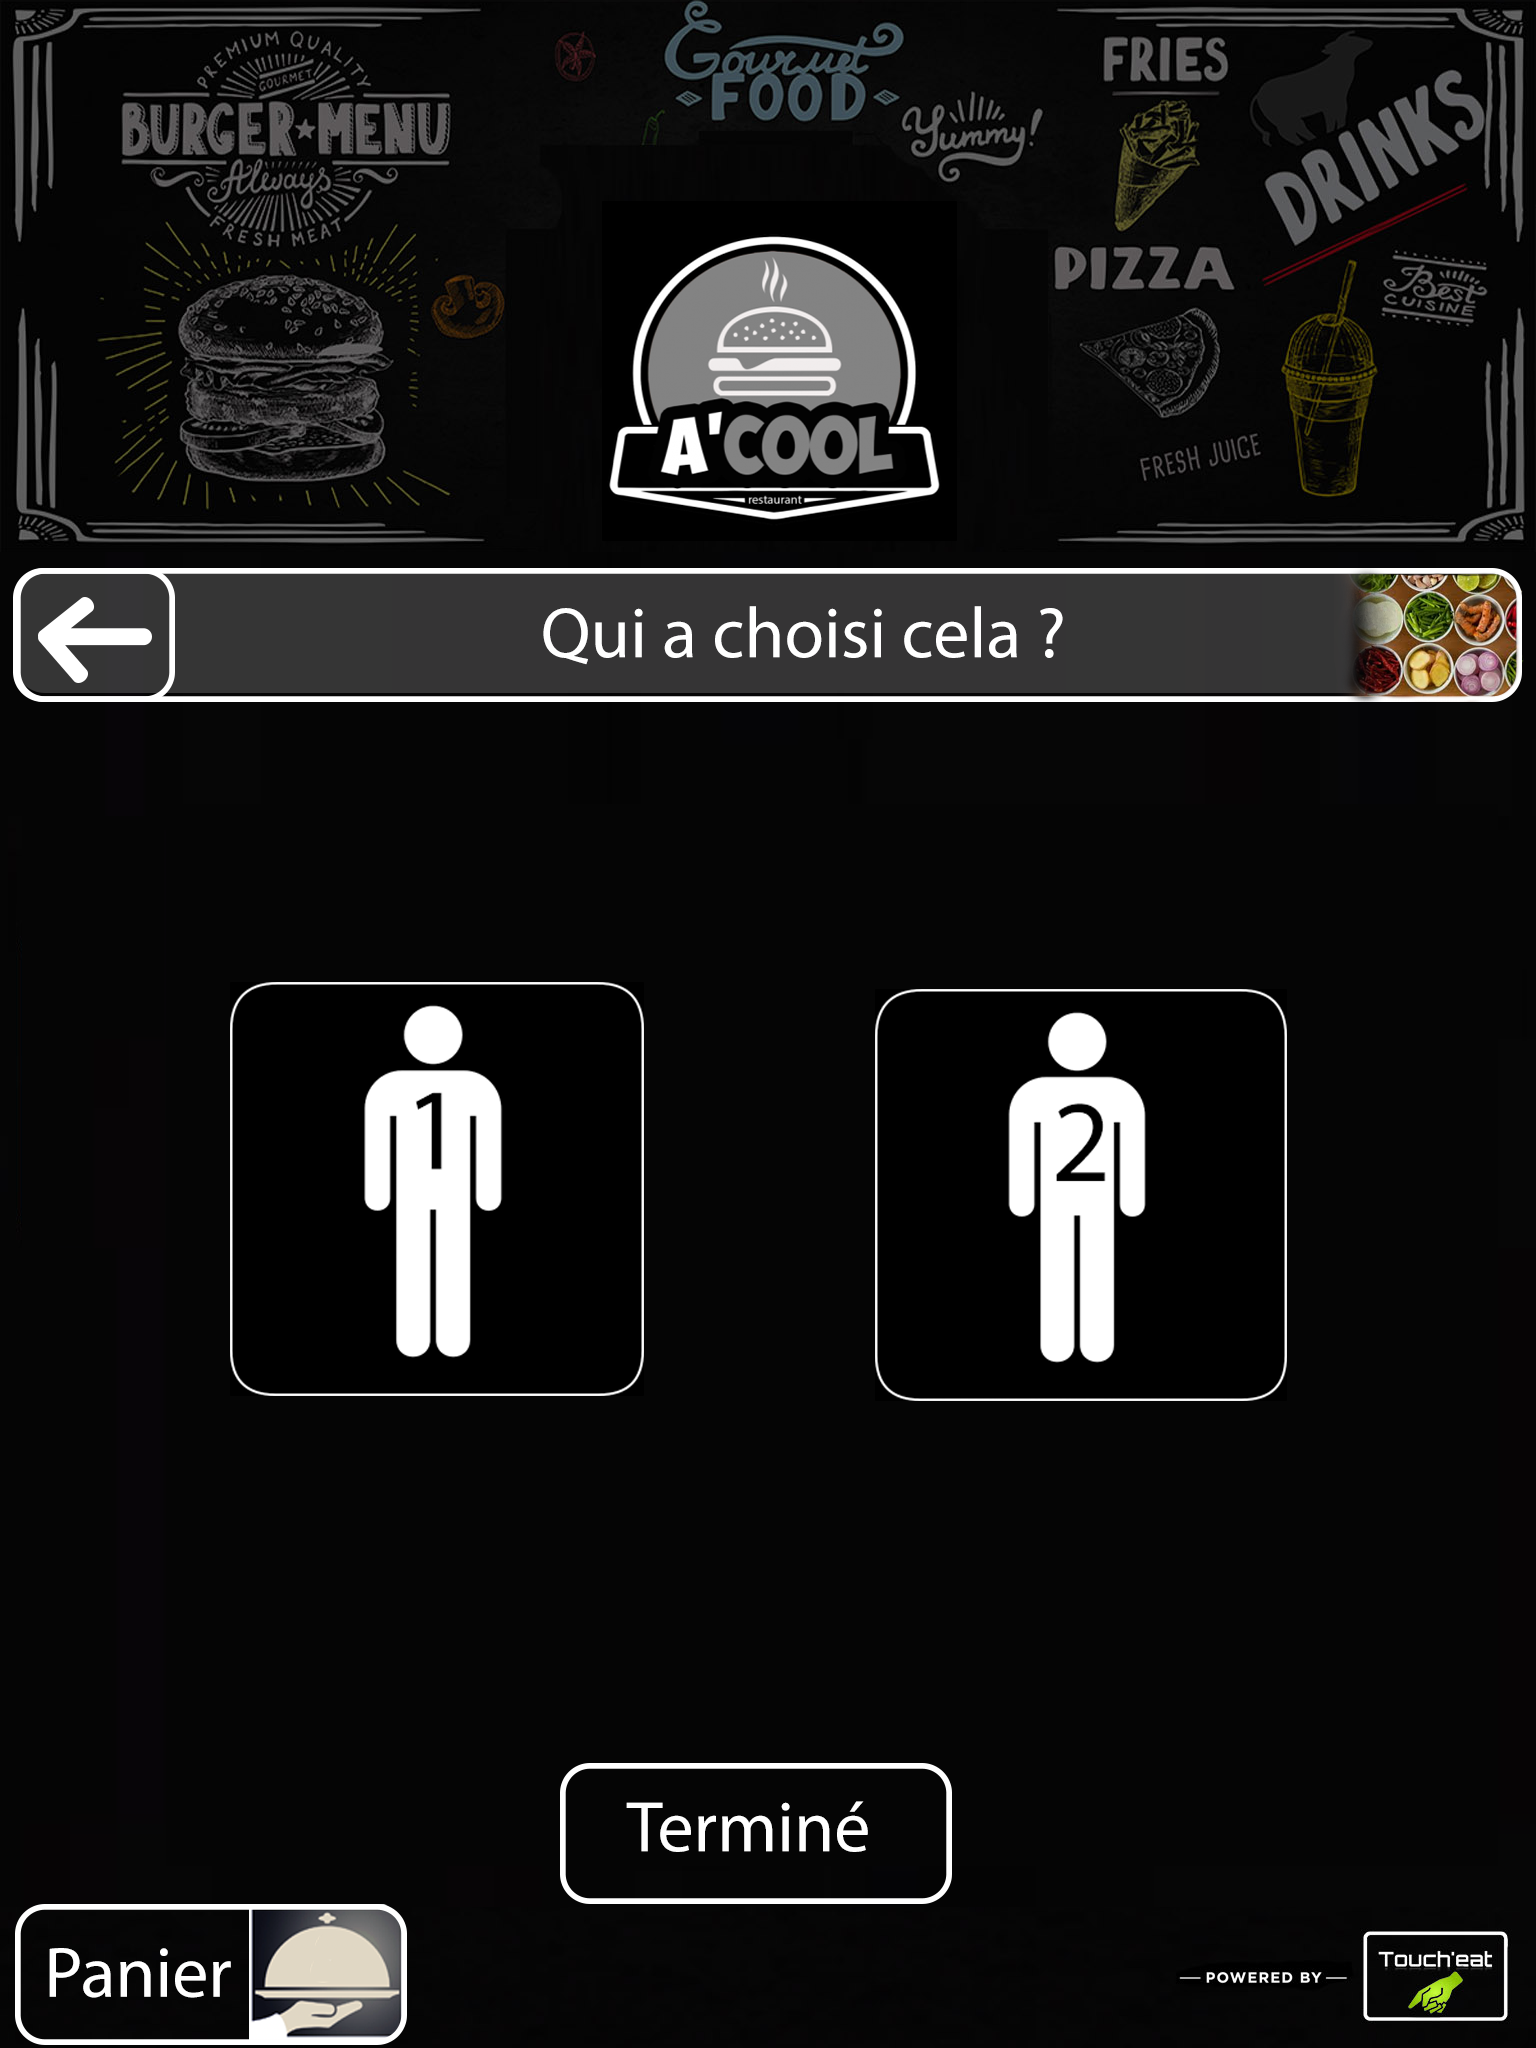 PREMIUM QUALITY
GOURMET
BURGER★MENU
Always
FRESH MEAT
Gourmet
FOOD
Yummy!
FRIES
DRINKS
PIZZA
Best
CUISINE
FRESH JUICE
A'COOL
restaurant
Qui a choisi cela ?
1
2
Terminé
Panier
POWERED BY
Touch'eat